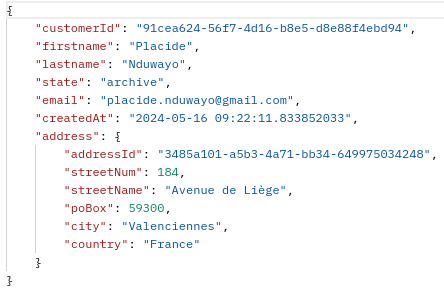 {
"customerId": "91cea624-56f7-4d16-b8e5-d8e88f4ebd94",
"firstname": "Placide",
"lastname": "Nduwayo",
"state": "archive",
"email": "placide.nduwayo@gmail.com",
"createdAt": "2024-05-16 09:22:11.833852033",
"address": {
"addressId": "3485a101-a5b3-4a71-bb34-649975034248",
"streetNum": 184,
"streetName": "Avenue de Liège",
"poBox": 59300,
"city": "Valenciennes",
"country": "France"
}
}